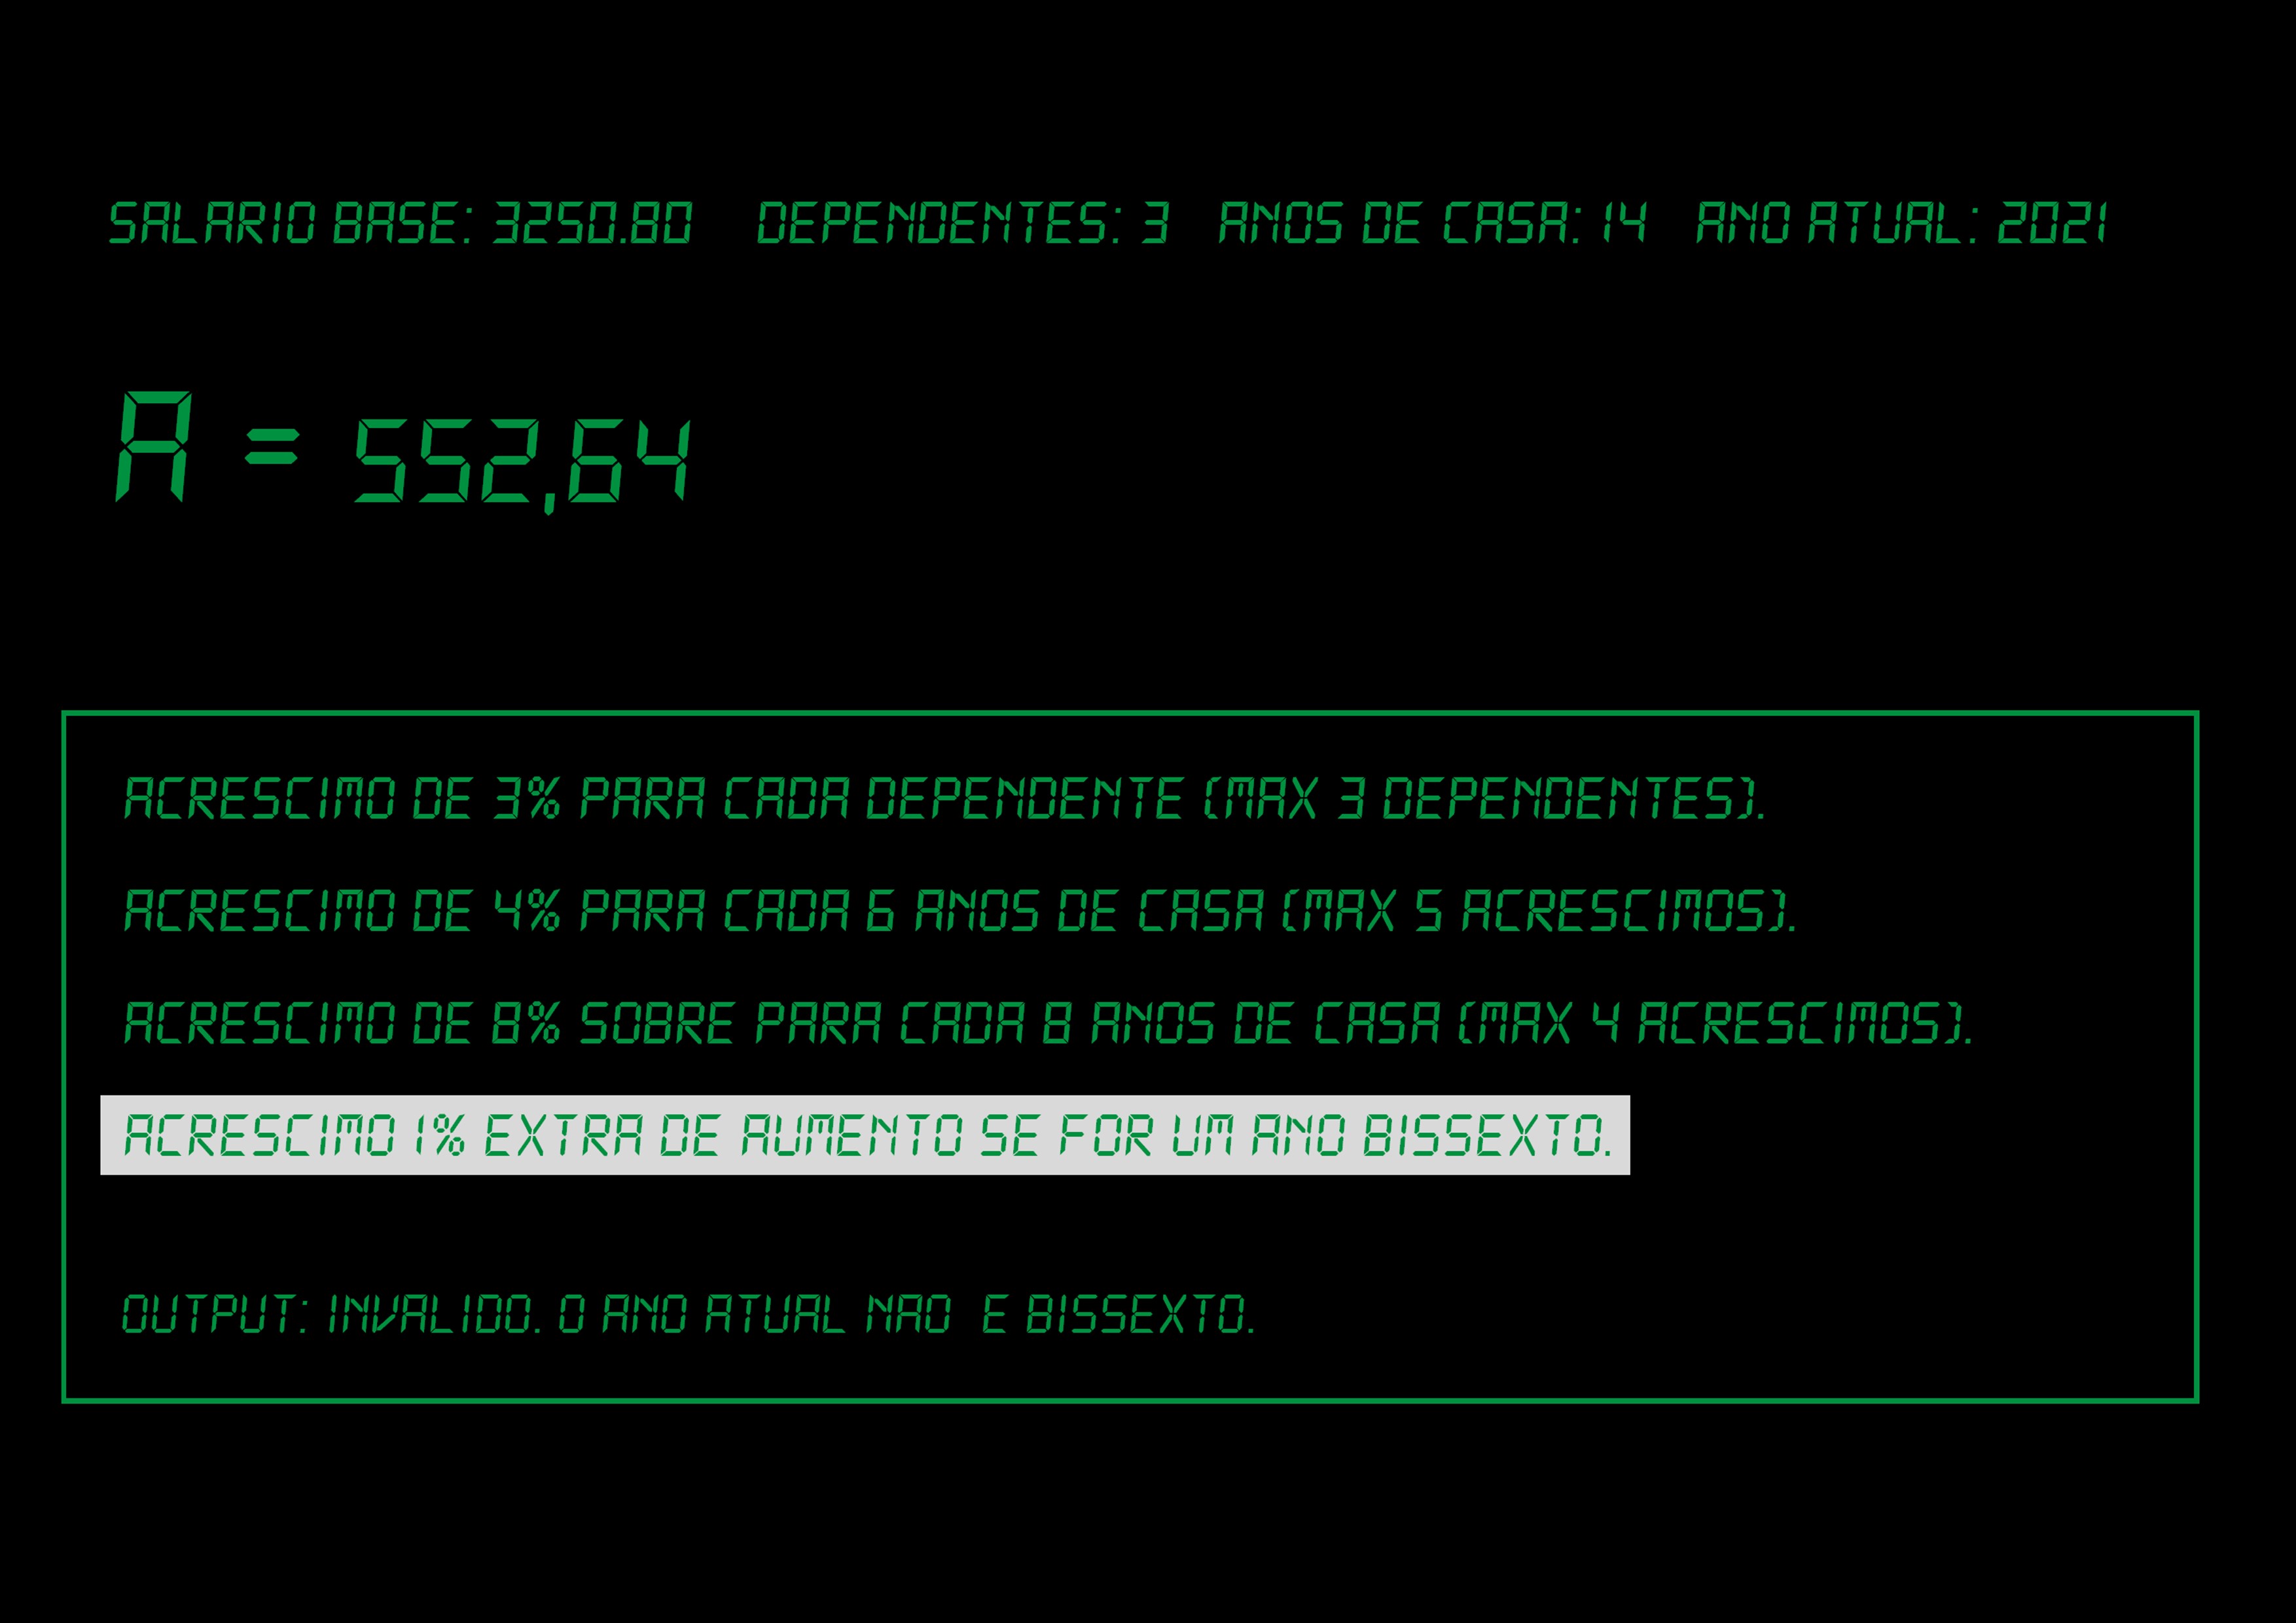 SALARIO BASE: 3250.80 DEPENDENTES: 3 ANOS DE CASA: 14 ANO ATUAL: 2021
A = 552,64
ACRESCIMO DE 3% PARA CADA DEPENDENTE (MAX 3 DEPENDENTES).
ACRESCIMO DE 4% PARA CADA 6 ANOS DE CASA (MAX 5 ACRESCIMOS).
ACRESCIMO DE 8% SOBRE PARA CADA 8 ANOS DE CASA (MAX 4 ACRESCIMOS).
ACRESCIMO 1% EXTRA DE AUMENTO SE FOR UM ANO BISSEXTO.
OUTPUT: INVALIDO. O ANO ATUAL NAO E BISSEXTO.